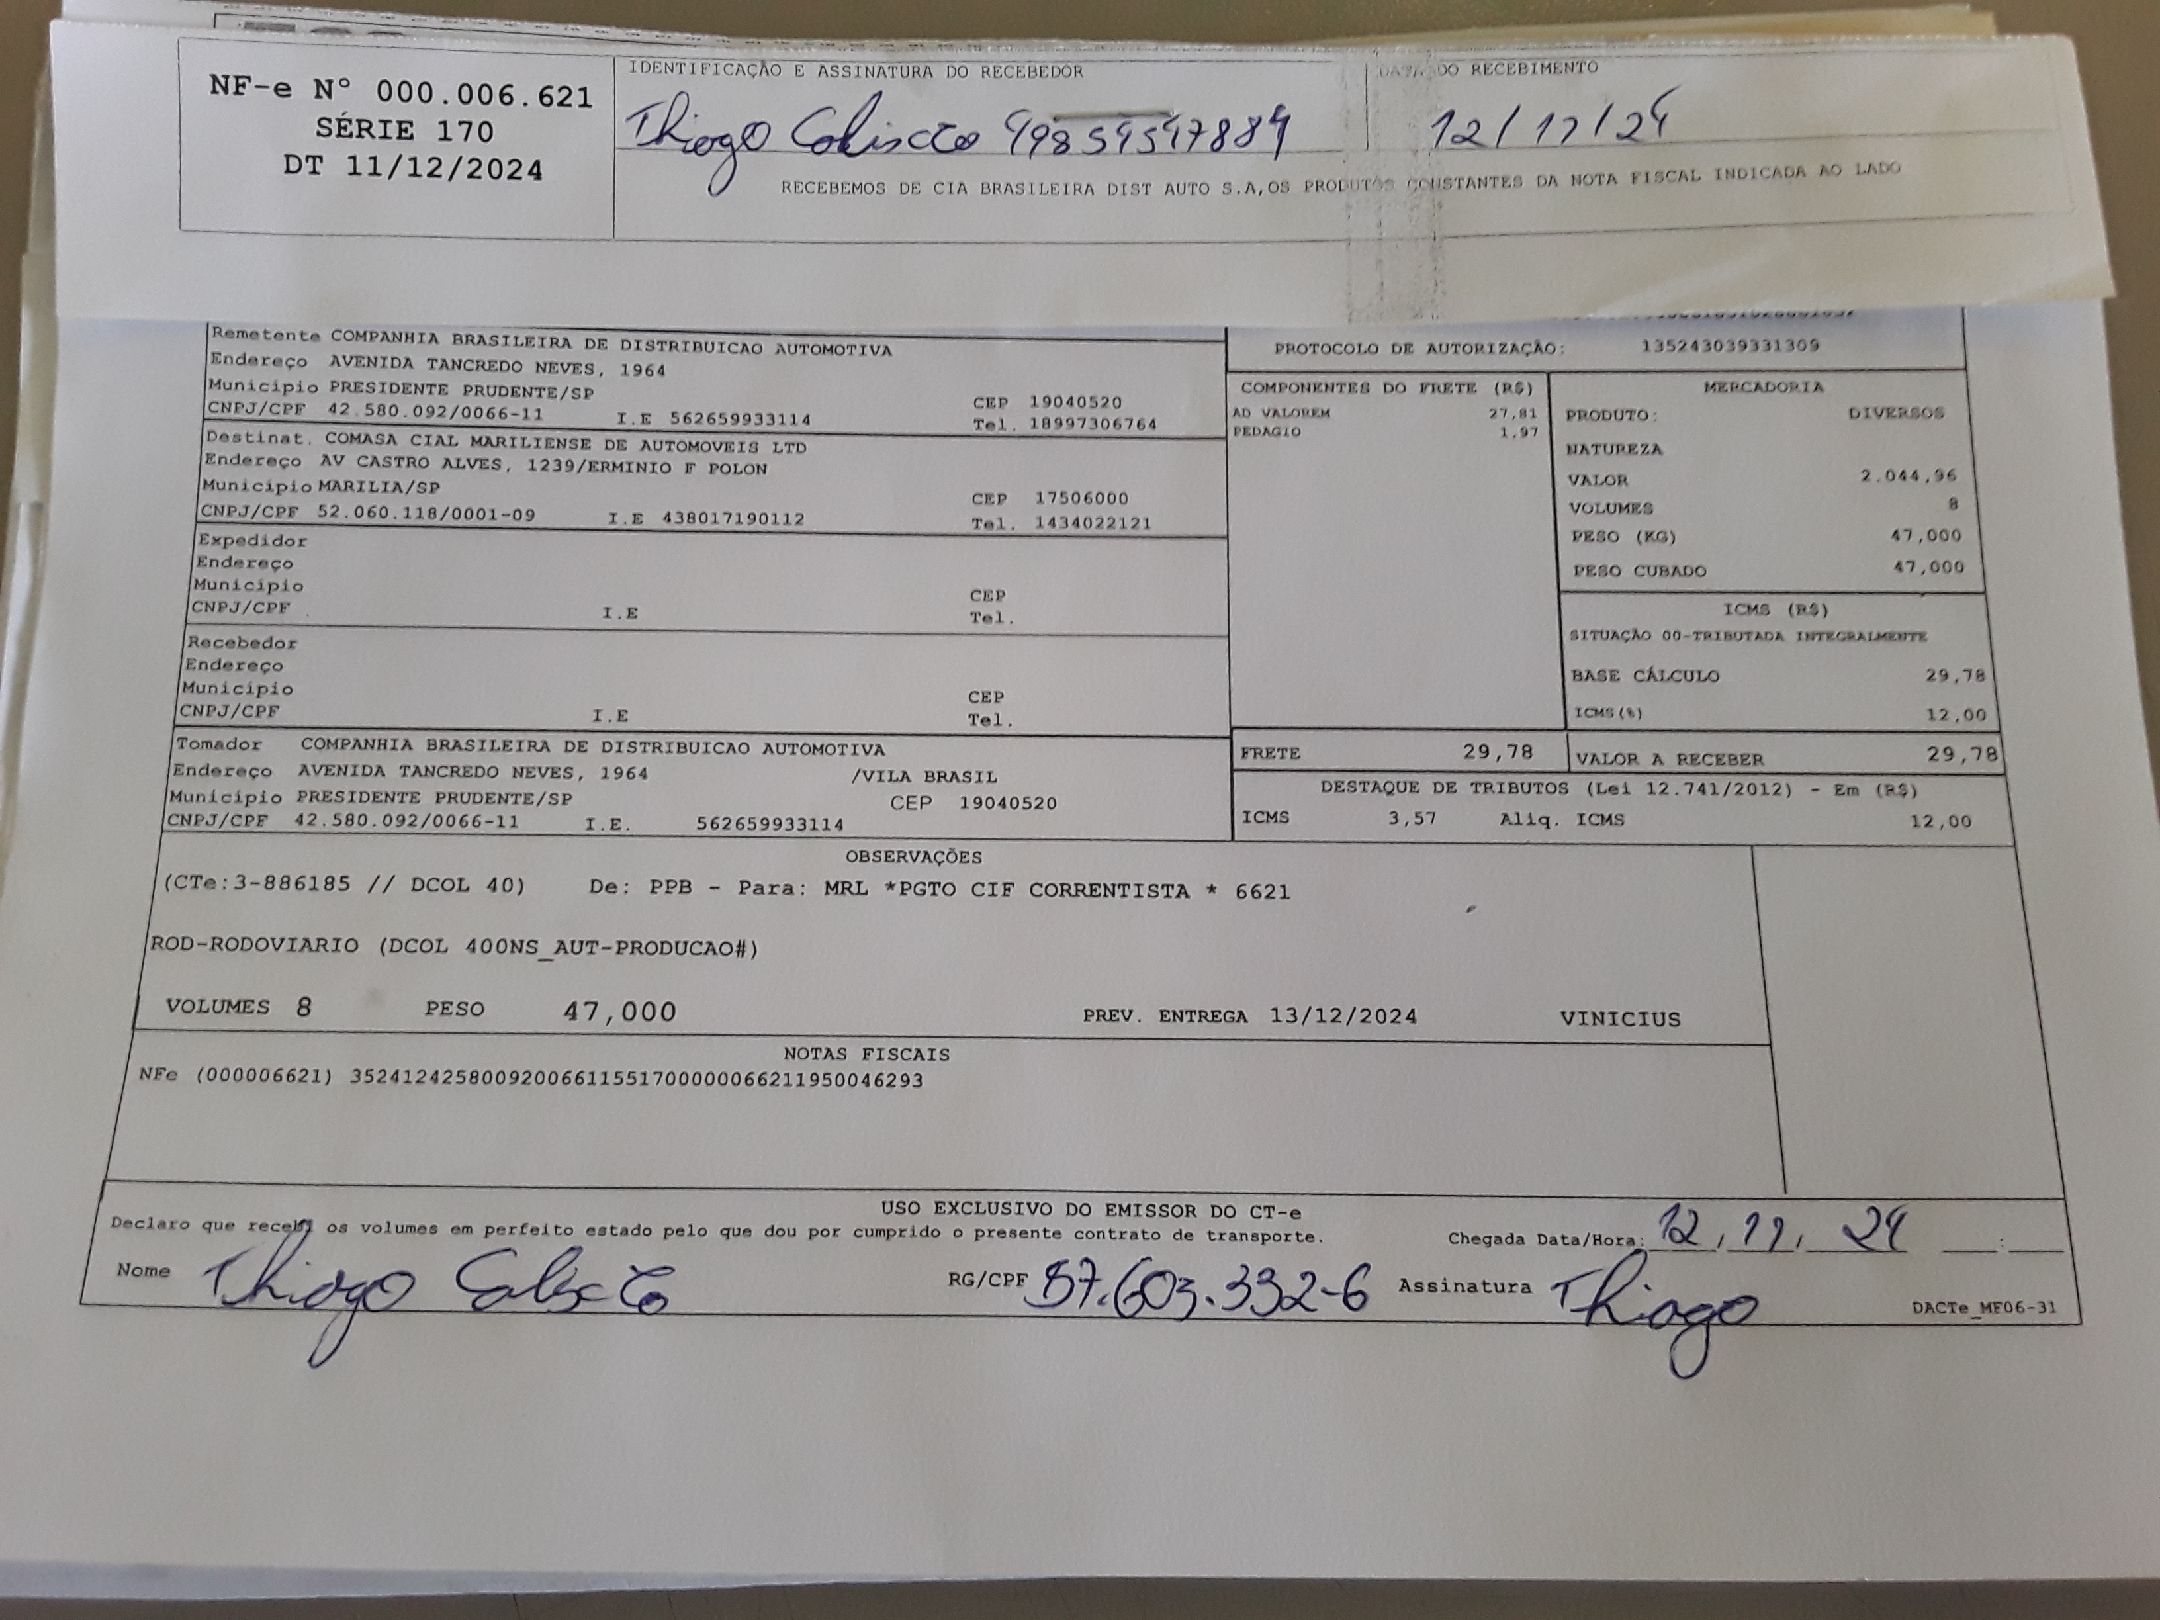 NF-e N° 000.006.621
SÉRIE 170
DT 11/12/2024
IDENTIFICAÇÃO E ASSINATURA DO RECEBEDOR
Thiogo
DATA DO RECEBIMENTO
12/12/24
RECEBEMOS DE CIA BRASILEIRA DIST AUTO S.A,OS PRODUTOS CONSTANTES DA NOTA FISCAL INDICADA AO LADO
Remetente COMPANHIA BRASILEIRA DE DISTRIBUICAO AUTOMOTIVA
Endereço AVENIDA TANCREDO NEVES, 1964
Município PRESIDENTE PRUDENTE/SP CEP 19040520
CNPJ/CPF 42.580.092/0066-11 I.E 562659933114 Tel. 18997306764
Destinat. COMASA CIAL MARILIENSE DE AUTOMOVEIS LTD
Endereço AV CASTRO ALVES, 1239/ERMINIO F POLON
Município MARILIA/SP CEP 17506000
CNPJ/CPF 52.060.118/0001-09 I.E 438017190112 Tel. 1434022121
Expedidor
Endereço
Município CEP
CNPJ/CPF I.E Tel.
Recebedor
Endereço
Município CEP
CNPJ/CPF I.E Tel.
Tomador COMPANHIA BRASILEIRA DE DISTRIBUICAO AUTOMOTIVA
Endereço AVENIDA TANCREDO NEVES, 1964 /VILA BRASIL
Município PRESIDENTE PRUDENTE/SP CEP 19040520
CNPJ/CPF 42.580.092/0066-11 I.E. 562659933114
PROTOCOLO DE AUTORIZAÇÃO: 135243039331309
COMPONENTES DO FRETE (R$)
AD VALOREM 27,81
PEDAGIO 1,97
MERCADORIA
PRODUTO: DIVERSOS
NATUREZA
VALOR 2.044,96
VOLUMES 8
PESO (KG) 47,000
PESO CUBADO 47,000
ICMS (R$)
SITUAÇÃO 00-TRIBUTADA INTEGRALMENTE
BASE CÁLCULO 29,78
ICMS(%) 12,00
FRETE 29,78 VALOR A RECEBER 29,78
DESTAQUE DE TRIBUTOS (Lei 12.741/2012) - Em (R$)
ICMS 3,57 Aliq. ICMS 12,00
OBSERVAÇÕES
(CTe:3-886185 // DCOL 40) De: PPB - Para: MRL *PGTO CIF CORRENTISTA * 6621
ROD-RODOVIARIO (DCOL 400NS_AUT-PRODUCAO#)
VOLUMES 8 PESO 47,000 PREV. ENTREGA 13/12/2024 VINICIUS
NOTAS FISCAIS
NFe (000006621) 35241242580092006611551700000066211950046293
USO EXCLUSIVO DO EMISSOR DO CT-e
Declaro que recebi os volumes em perfeito estado pelo que dou por cumprido o presente contrato de transporte.
Chegada Data/Hora: 12, 12, 24 :
Nome Thiogo RG/CPF 57.603.332-6 Assinatura Thiogo
DACTe_MF06-31